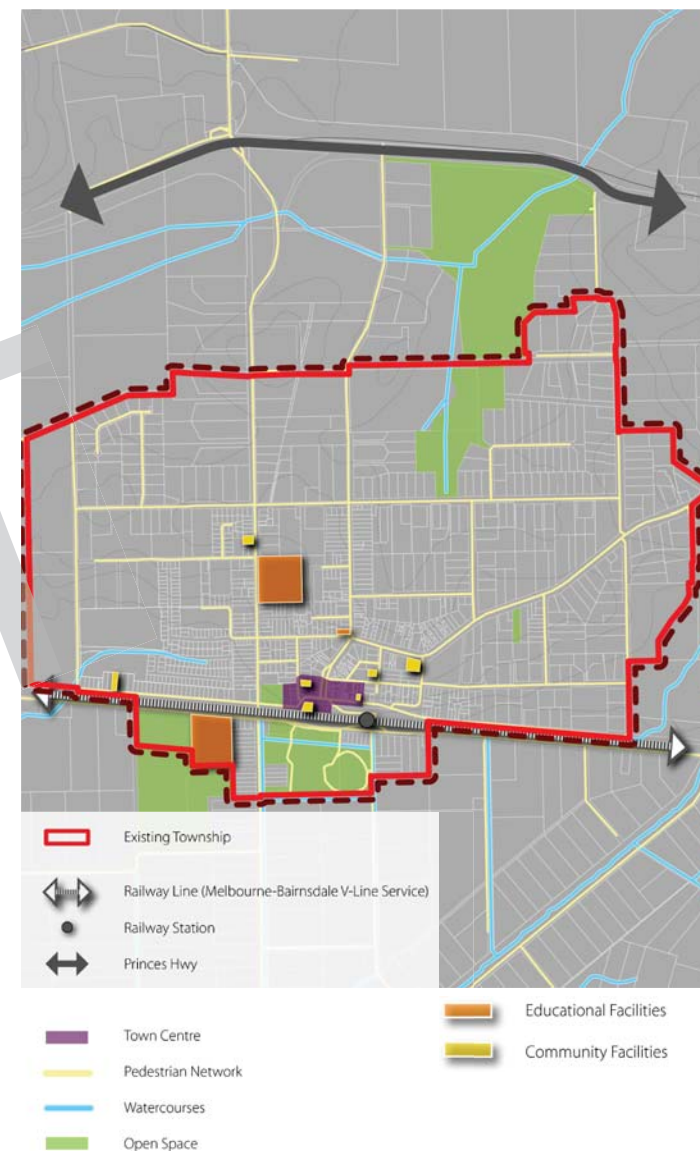 Existing Township
Railway Line (Melbourne-Bairnsdale V-Line Service)
Railway Station
Princes Hwy
Town Centre
Pedestrian Network
Watercourses
Open Space
Educational Facilities
Community Facilities